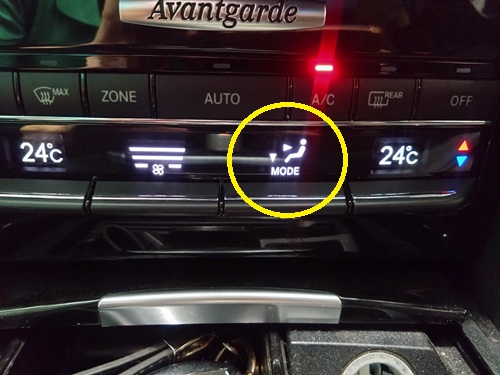 Avantgarde
MAX ZONE AUTO A/C REAR OFF
24°C MODE 24°C